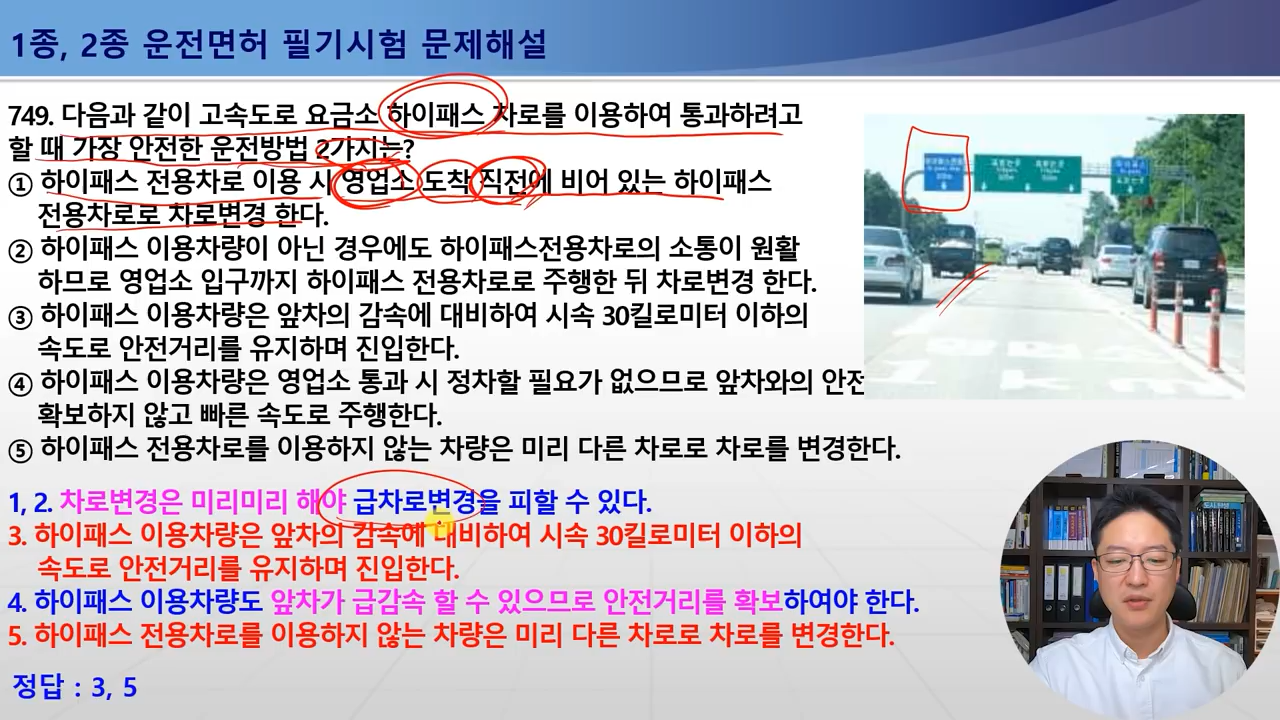 1종, 2종 운전면허 필기시험 문제해설
749. 다음과 같이 고속도로 요금소 하이패스 차로를 이용하여 통과하려고
할 때 가장 안전한 운전방법 2가지는?
① 하이패스 전용차로 이용 시 영업소 도착 직전에 비어 있는 하이패스
전용차로로 차로변경 한다.
② 하이패스 이용차량이 아닌 경우에도 하이패스전용차로의 소통이 원활
하므로 영업소 입구까지 하이패스 전용차로로 주행한 뒤 차로변경 한다.
③ 하이패스 이용차량은 앞차의 감속에 대비하여 시속 30킬로미터 이하의
속도로 안전거리를 유지하며 진입한다.
④ 하이패스 이용차량은 영업소 통과 시 정차할 필요가 없으므로 앞차와의 안전
확보하지 않고 빠른 속도로 주행한다.
⑤ 하이패스 전용차로를 이용하지 않는 차량은 미리 다른 차로로 차로를 변경한다.
1, 2. 차로변경은 미리미리 해야 급차로변경을 피할 수 있다.
3. 하이패스 이용차량은 앞차의 감속에 대비하여 시속 30킬로미터 이하의
속도로 안전거리를 유지하며 진입한다.
4. 하이패스 이용차량도 앞차가 급감속 할 수 있으므로 안전거리를 확보하여야 한다.
5. 하이패스 전용차로를 이용하지 않는 차량은 미리 다른 차로로 차로를 변경한다.
정답 : 3, 5